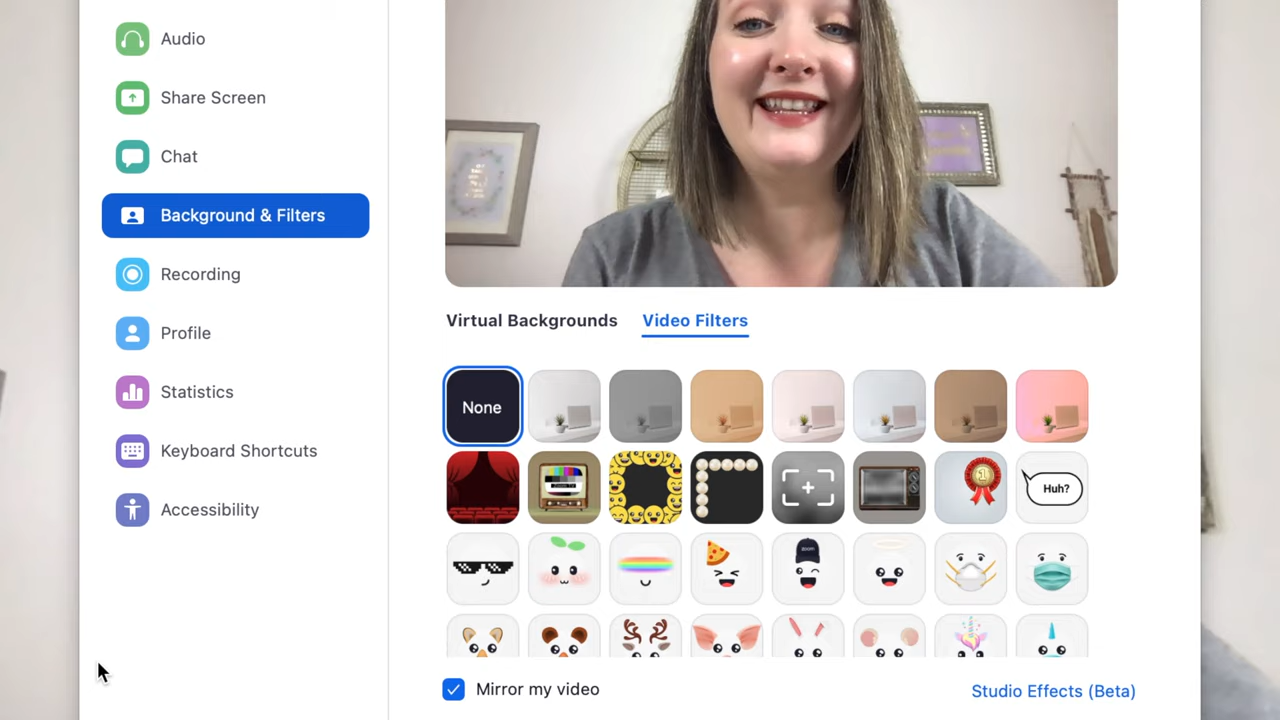 Audio
Share Screen
Chat
Background & Filters
Recording
Profile
Statistics
Keyboard Shortcuts
Accessibility
Virtual Backgrounds
Video Filters
None
Huh?
zoom
Mirror my video
Studio Effects (Beta)